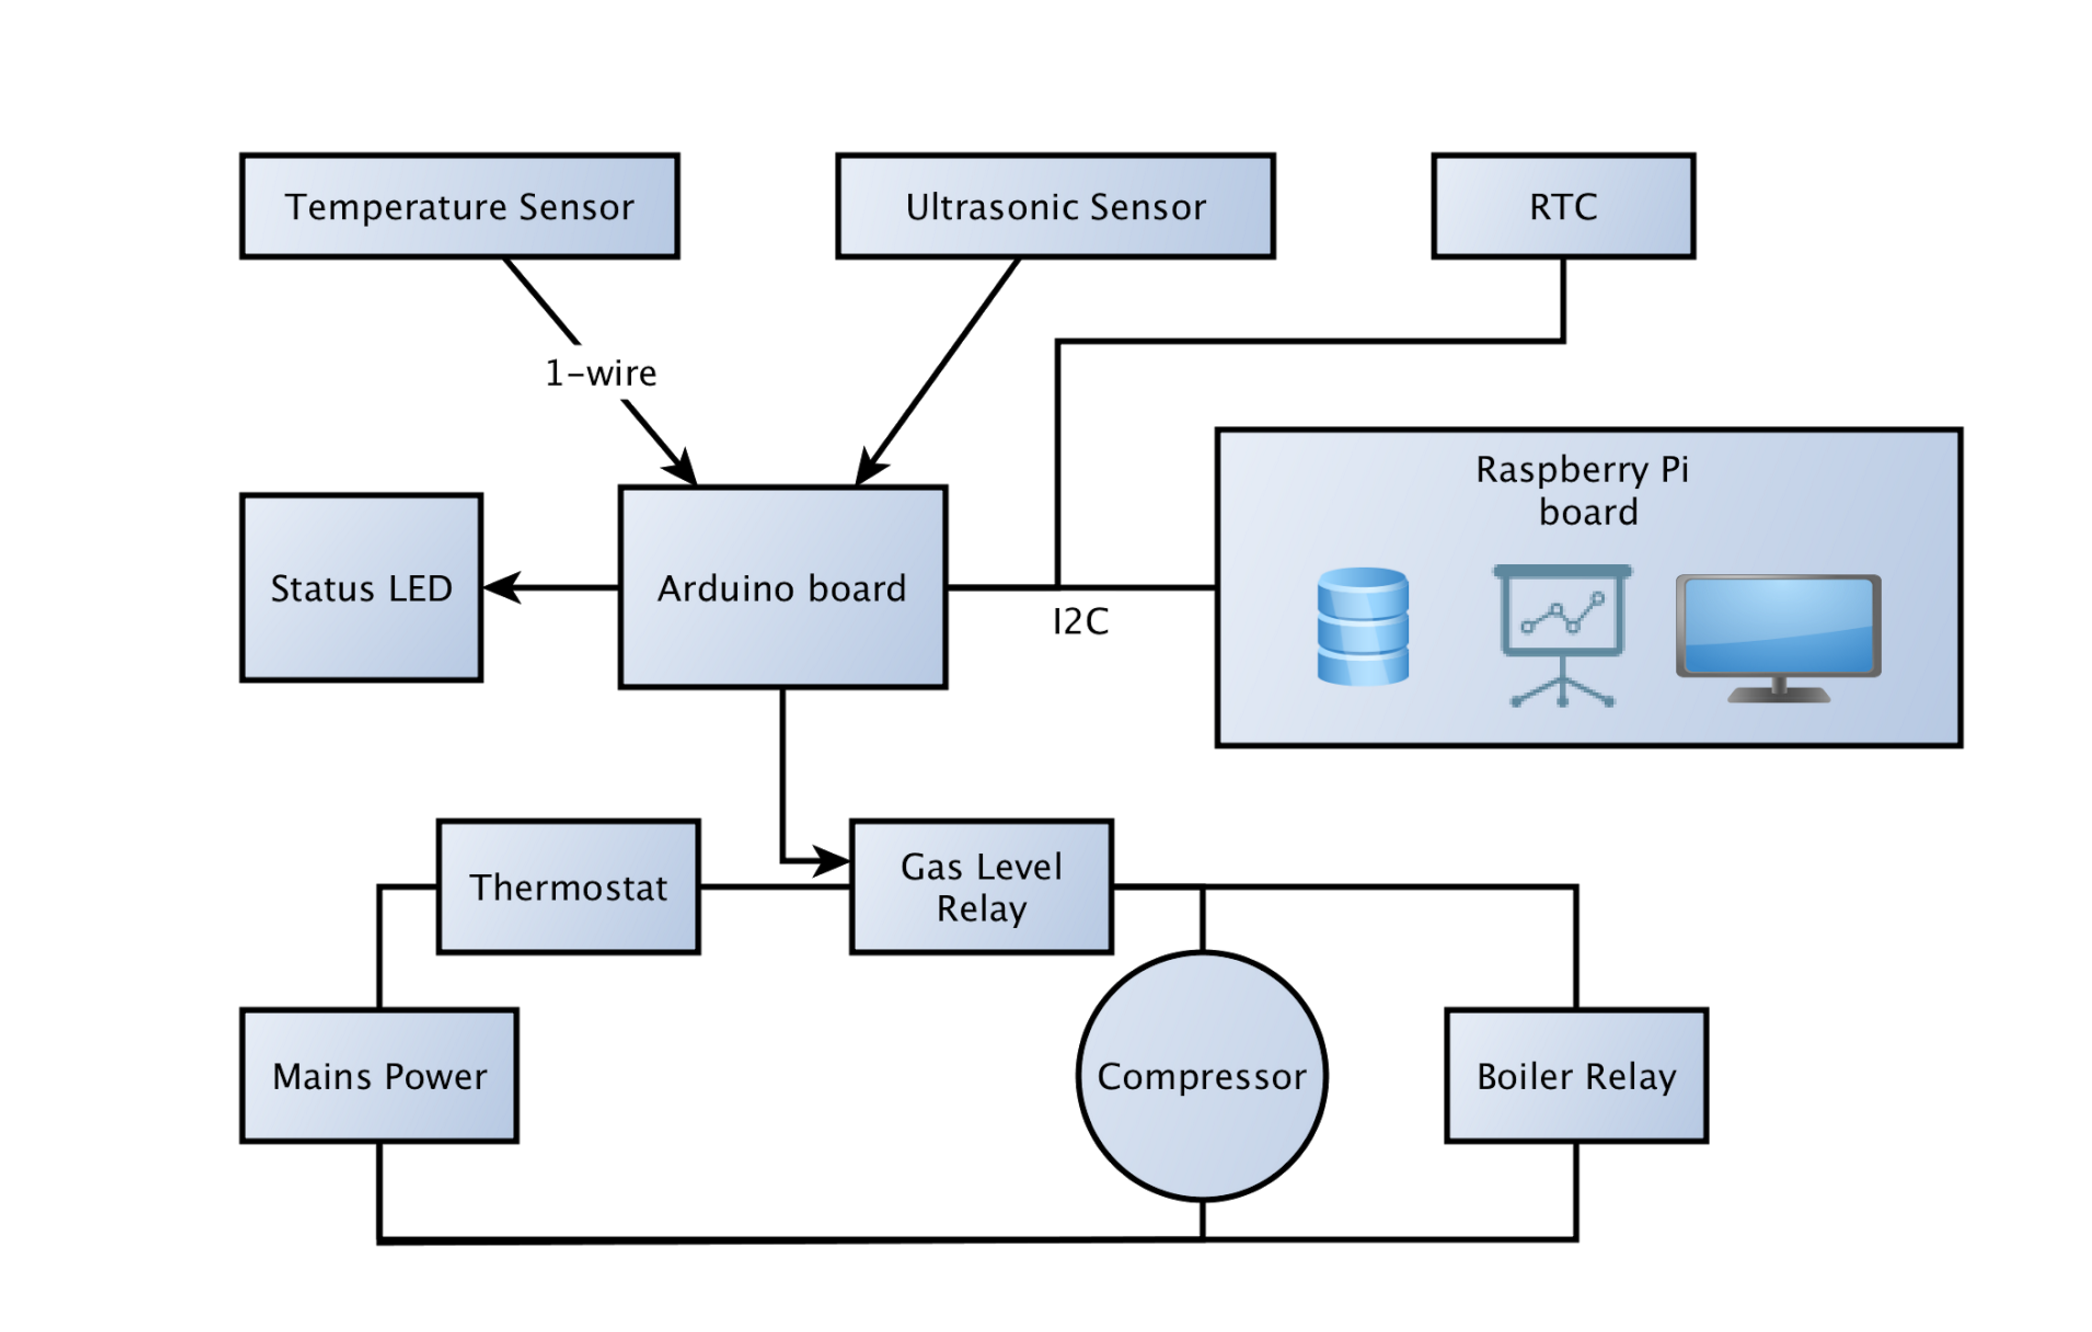 Temperature Sensor
Ultrasonic Sensor
RTC
1-wire
Raspberry Pi
board
Status LED
Arduino board
I2C
Thermostat
Gas Level
Relay
Mains Power
Compressor
Boiler Relay